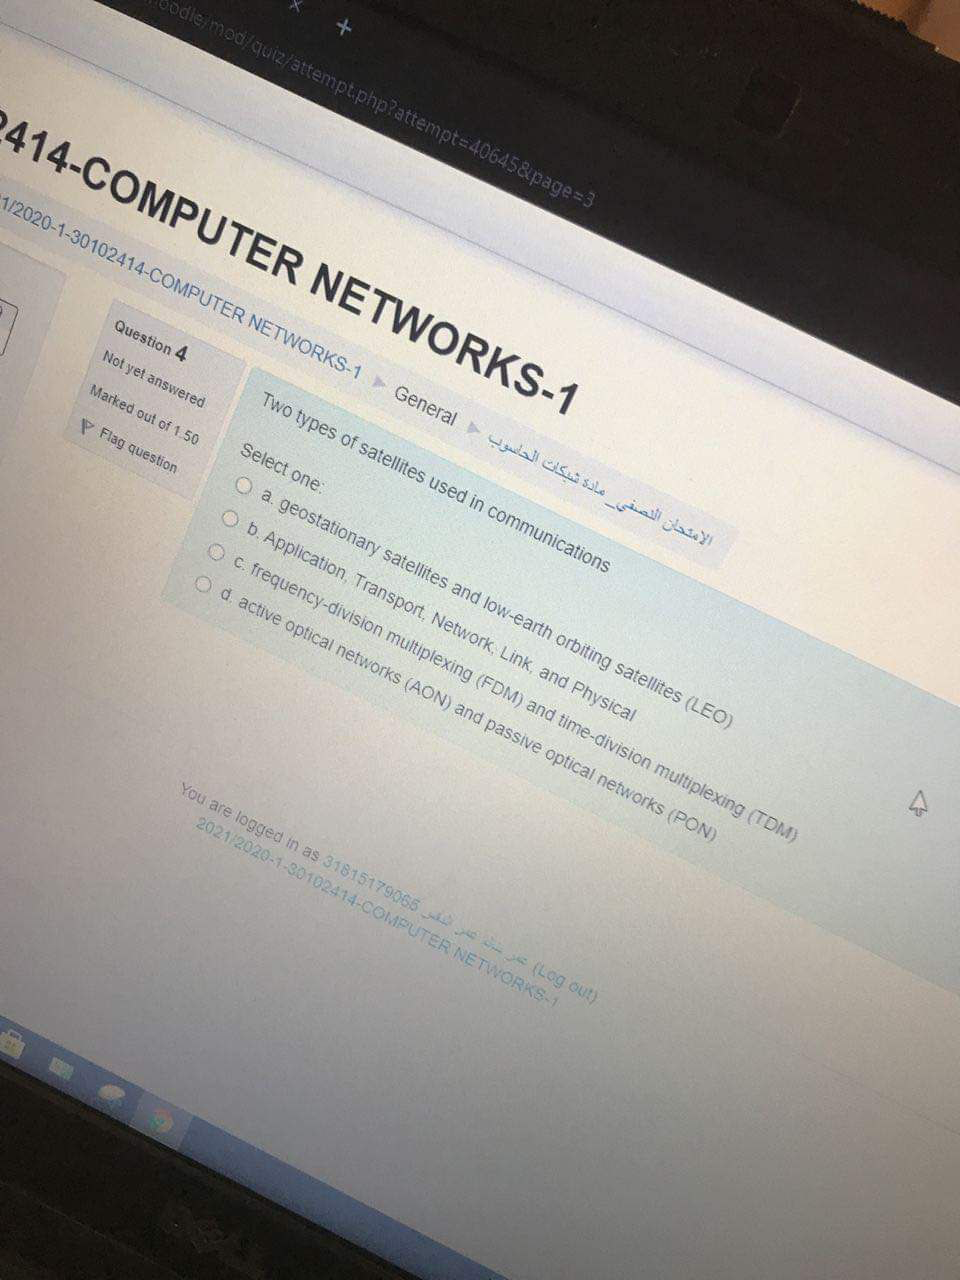 oodle/mod/quiz/attempt.php?attempt=40645&page=3
2414-COMPUTER NETWORKS-1
1/2020-1-30102414-COMPUTER NETWORKS-1 ► General ► الامتحان النصفي_ مادة شبكات الحاسوب
Question 4
Not yet answered
Marked out of 1.50
Flag question
Two types of satellites used in communications
Select one:
a. geostationary satellites and low-earth orbiting satellites (LEO)
b. Application, Transport, Network, Link, and Physical
c. frequency-division multiplexing (FDM) and time-division multiplexing (TDM)
d. active optical networks (AON) and passive optical networks (PON)
You are logged in as 31815179065 (Log out)
2021/2020-1-30102414-COMPUTER NETWORKS-1